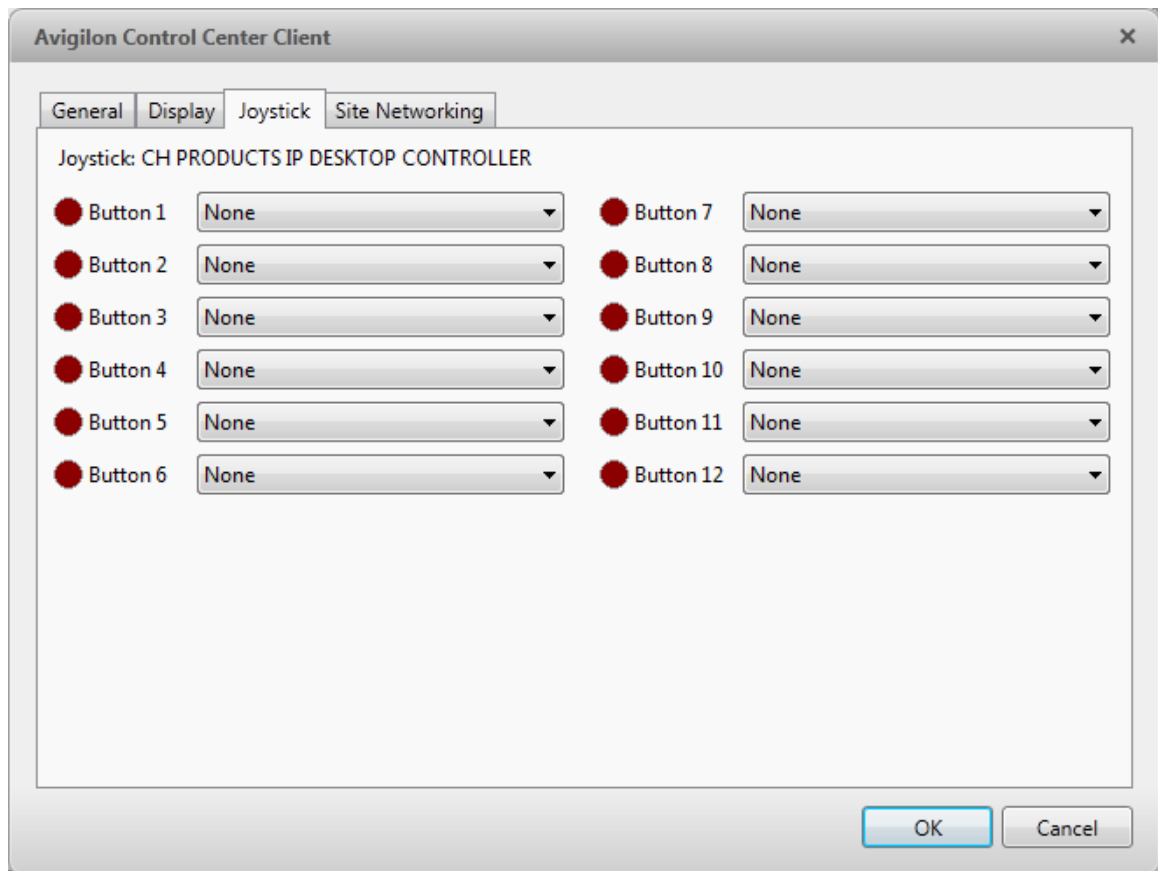 Avigilon Control Center Client
General Display Joystick Site Networking
Joystick: CH PRODUCTS IP DESKTOP CONTROLLER
Button 1 None Button 7 None
Button 2 None Button 8 None
Button 3 None Button 9 None
Button 4 None Button 10 None
Button 5 None Button 11 None
Button 6 None Button 12 None
OK Cancel